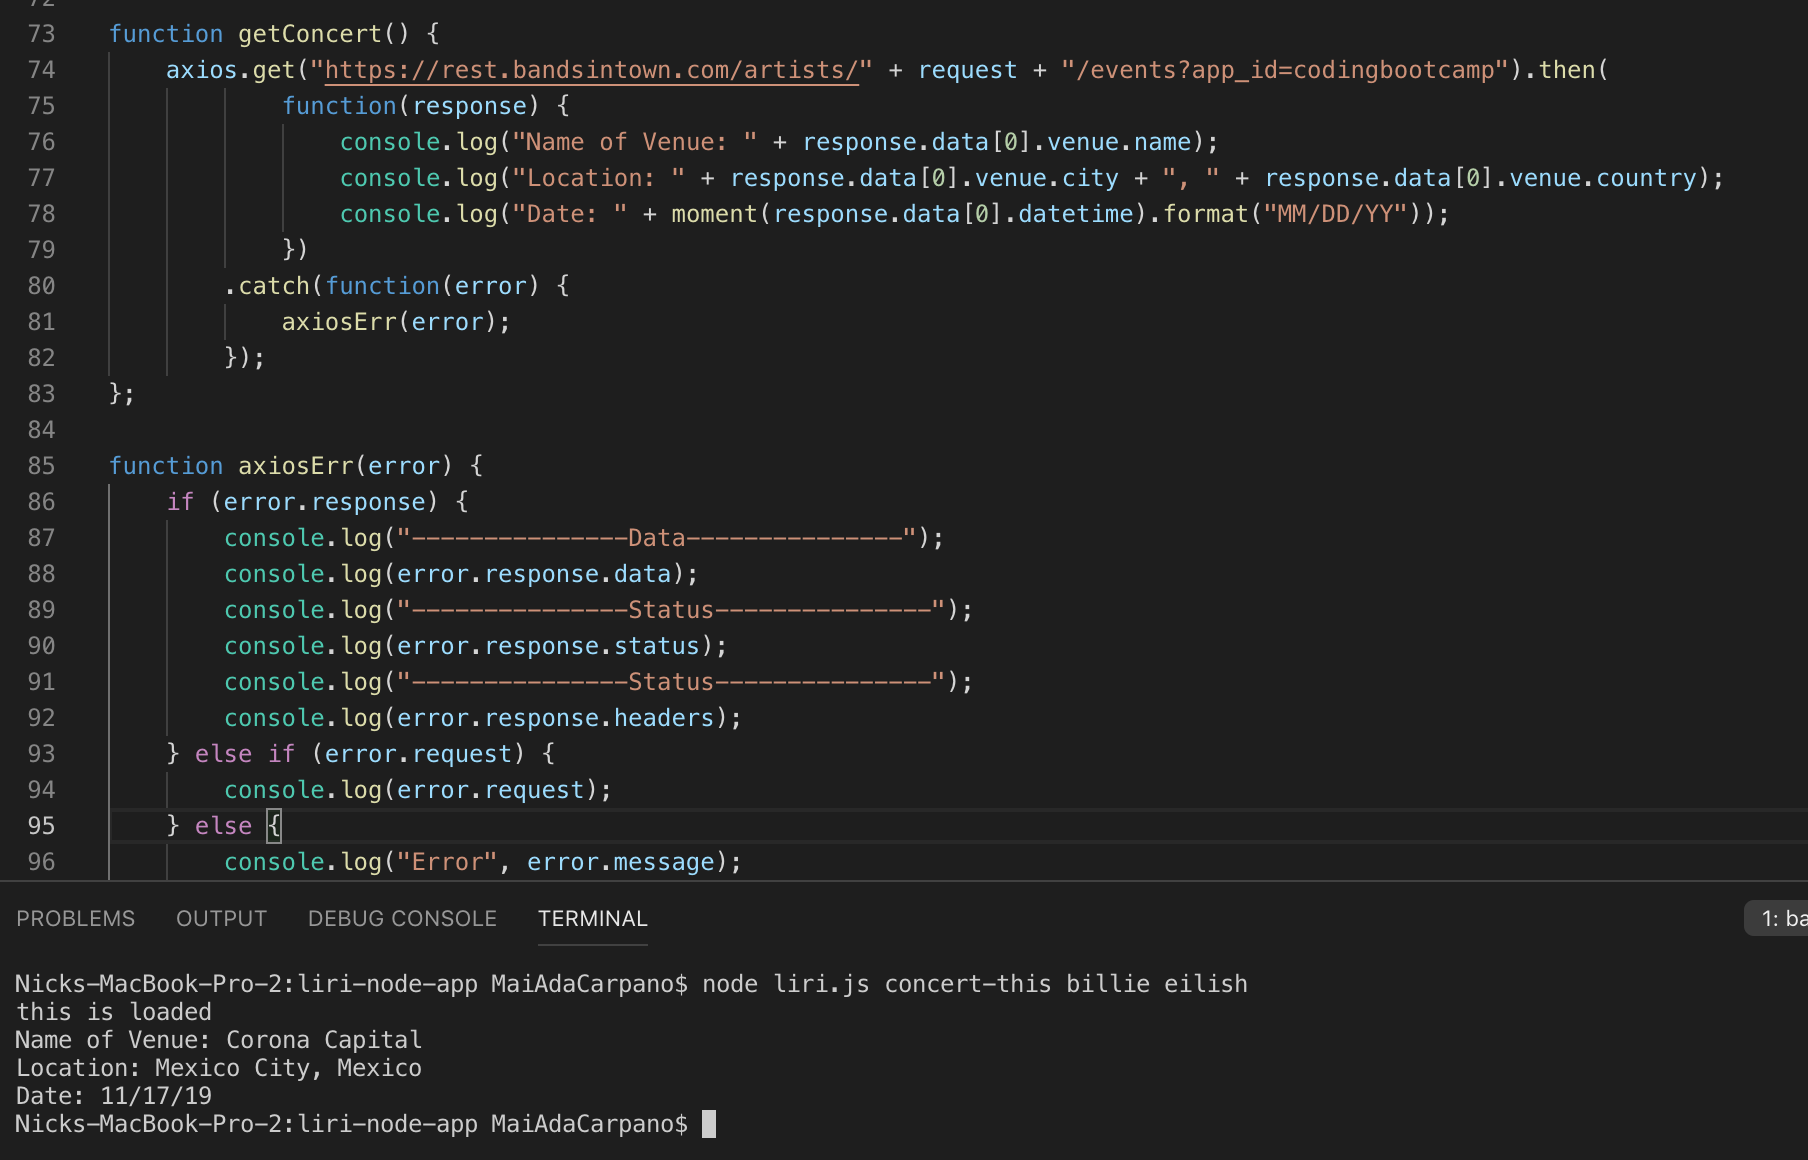 72
73 function getConcert() {
74 axios.get("https://rest.bandsintown.com/artists/" + request + "/events?app_id=codingbootcamp").then(
75 function(response) {
76 console.log("Name of Venue: " + response.data[0].venue.name);
77 console.log("Location: " + response.data[0].venue.city + ", " + response.data[0].venue.country);
78 console.log("Date: " + moment(response.data[0].datetime).format("MM/DD/YY"));
79 })
80 .catch(function(error) {
81 axiosErr(error);
82 });
83 };
84
85 function axiosErr(error) {
86 if (error.response) {
87 console.log("---------------Data---------------");
88 console.log(error.response.data);
89 console.log("---------------Status---------------");
90 console.log(error.response.status);
91 console.log("---------------Status---------------");
92 console.log(error.response.headers);
93 } else if (error.request) {
94 console.log(error.request);
95 } else {
96 console.log("Error", error.message);
PROBLEMS OUTPUT DEBUG CONSOLE TERMINAL 1: ba
Nicks-MacBook-Pro-2:liri-node-app MaiAdaCarpano$ node liri.js concert-this billie eilish
this is loaded
Name of Venue: Corona Capital
Location: Mexico City, Mexico
Date: 11/17/19
Nicks-MacBook-Pro-2:liri-node-app MaiAdaCarpano$